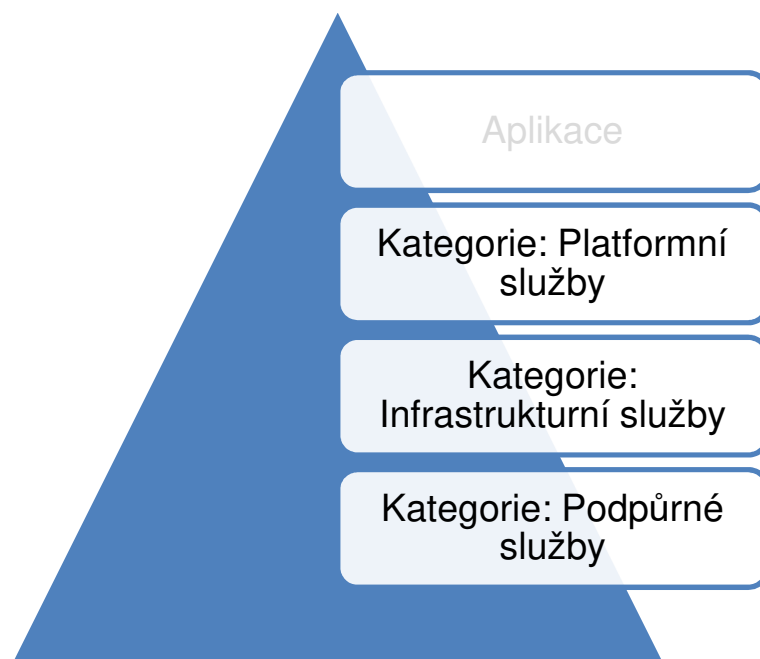 Aplikace
Kategorie: Platformní
služby
Kategorie:
Infrastrukturní služby
Kategorie: Podpůrné
služby